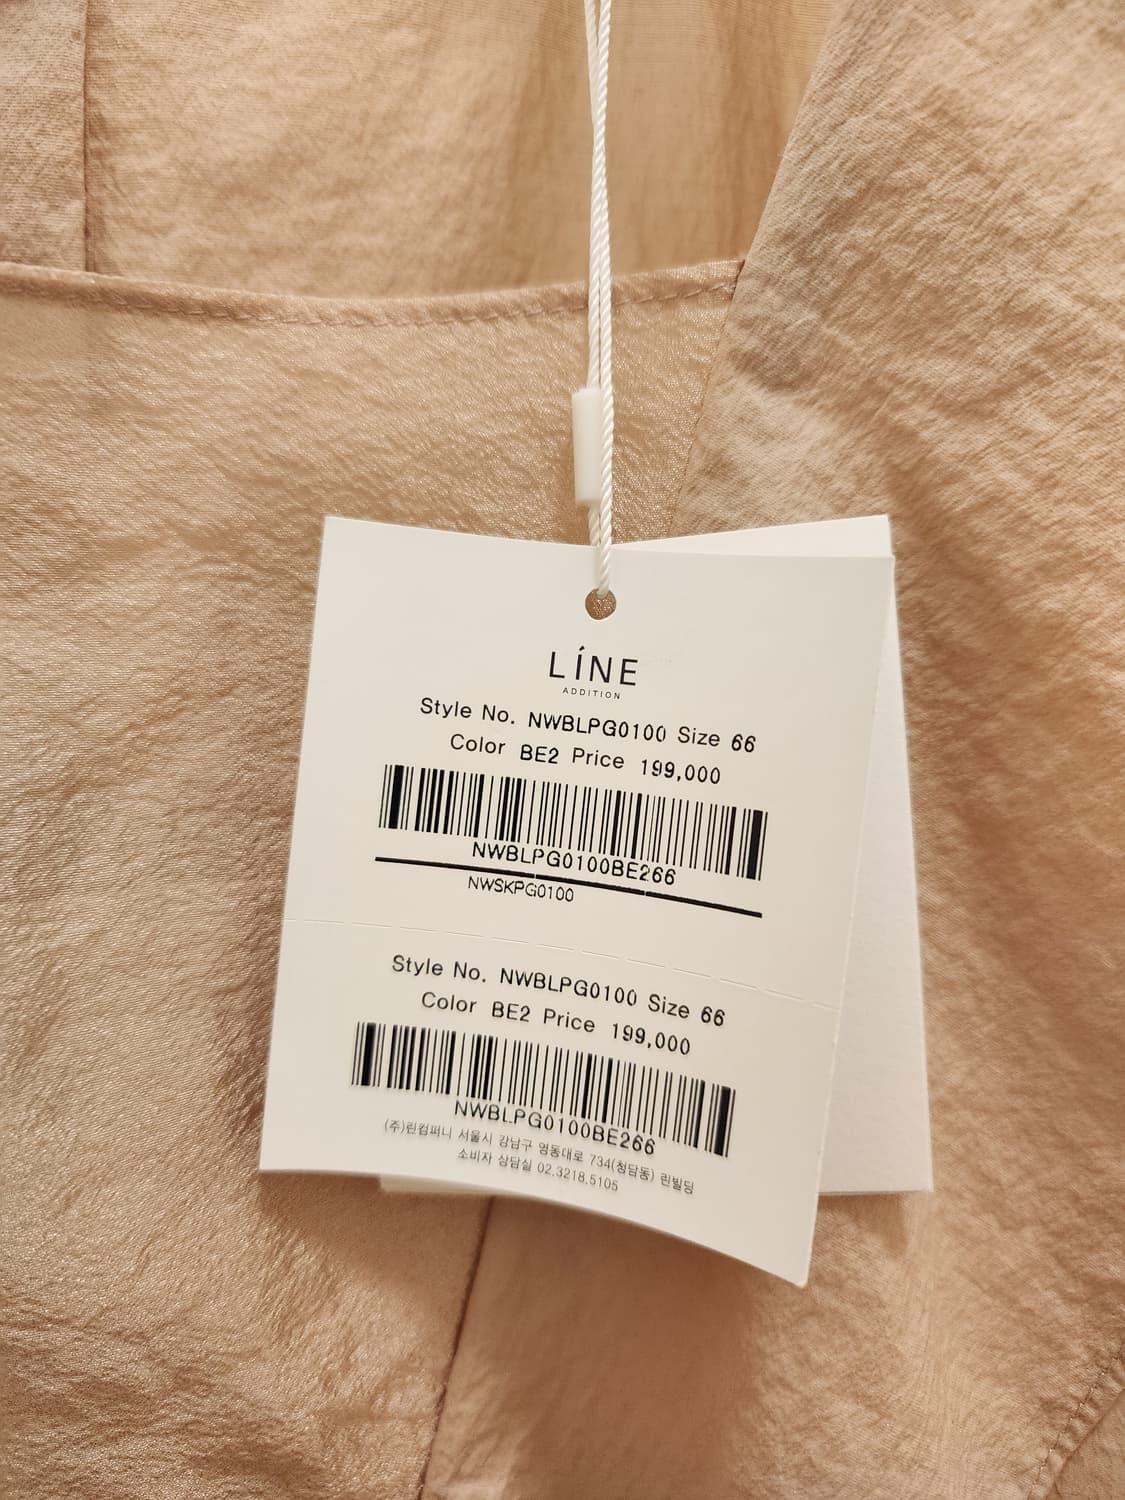 LÍNE
ADDITION
Style No. NWBLPG0100 Size 66
Color BE2 Price 199,000
NWBLPG0100BE266
NWSKPG0100
Style No. NWBLPG0100 Size 66
Color BE2 Price 199,000
NWBLPG0100BE266
(주)린컴퍼니 서울시 강남구 영동대로 734(청담동) 린빌딩
소비자 상담실 02.3218.5105